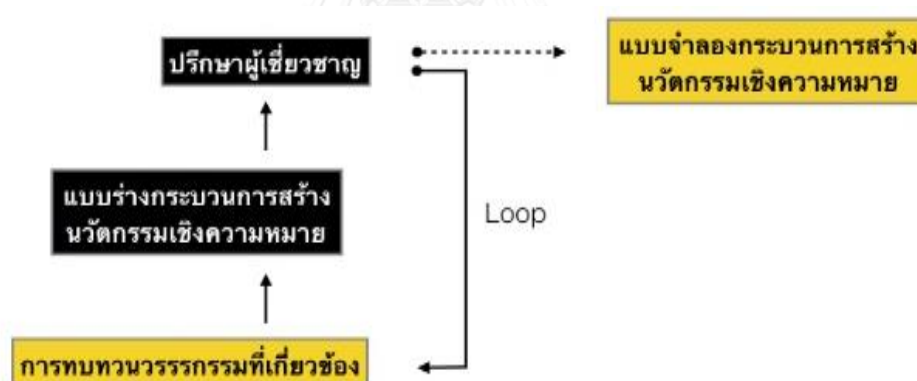 ปรึกษาผู้เชี่ยวชาญ
แบบจำลองกระบวนการสร้าง
นวัตกรรมเชิงความหมาย
แบบร่างกระบวนการสร้าง
นวัตกรรมเชิงความหมาย
Loop
การทบทวนวรรรกรรมที่เกี่ยวข้อง